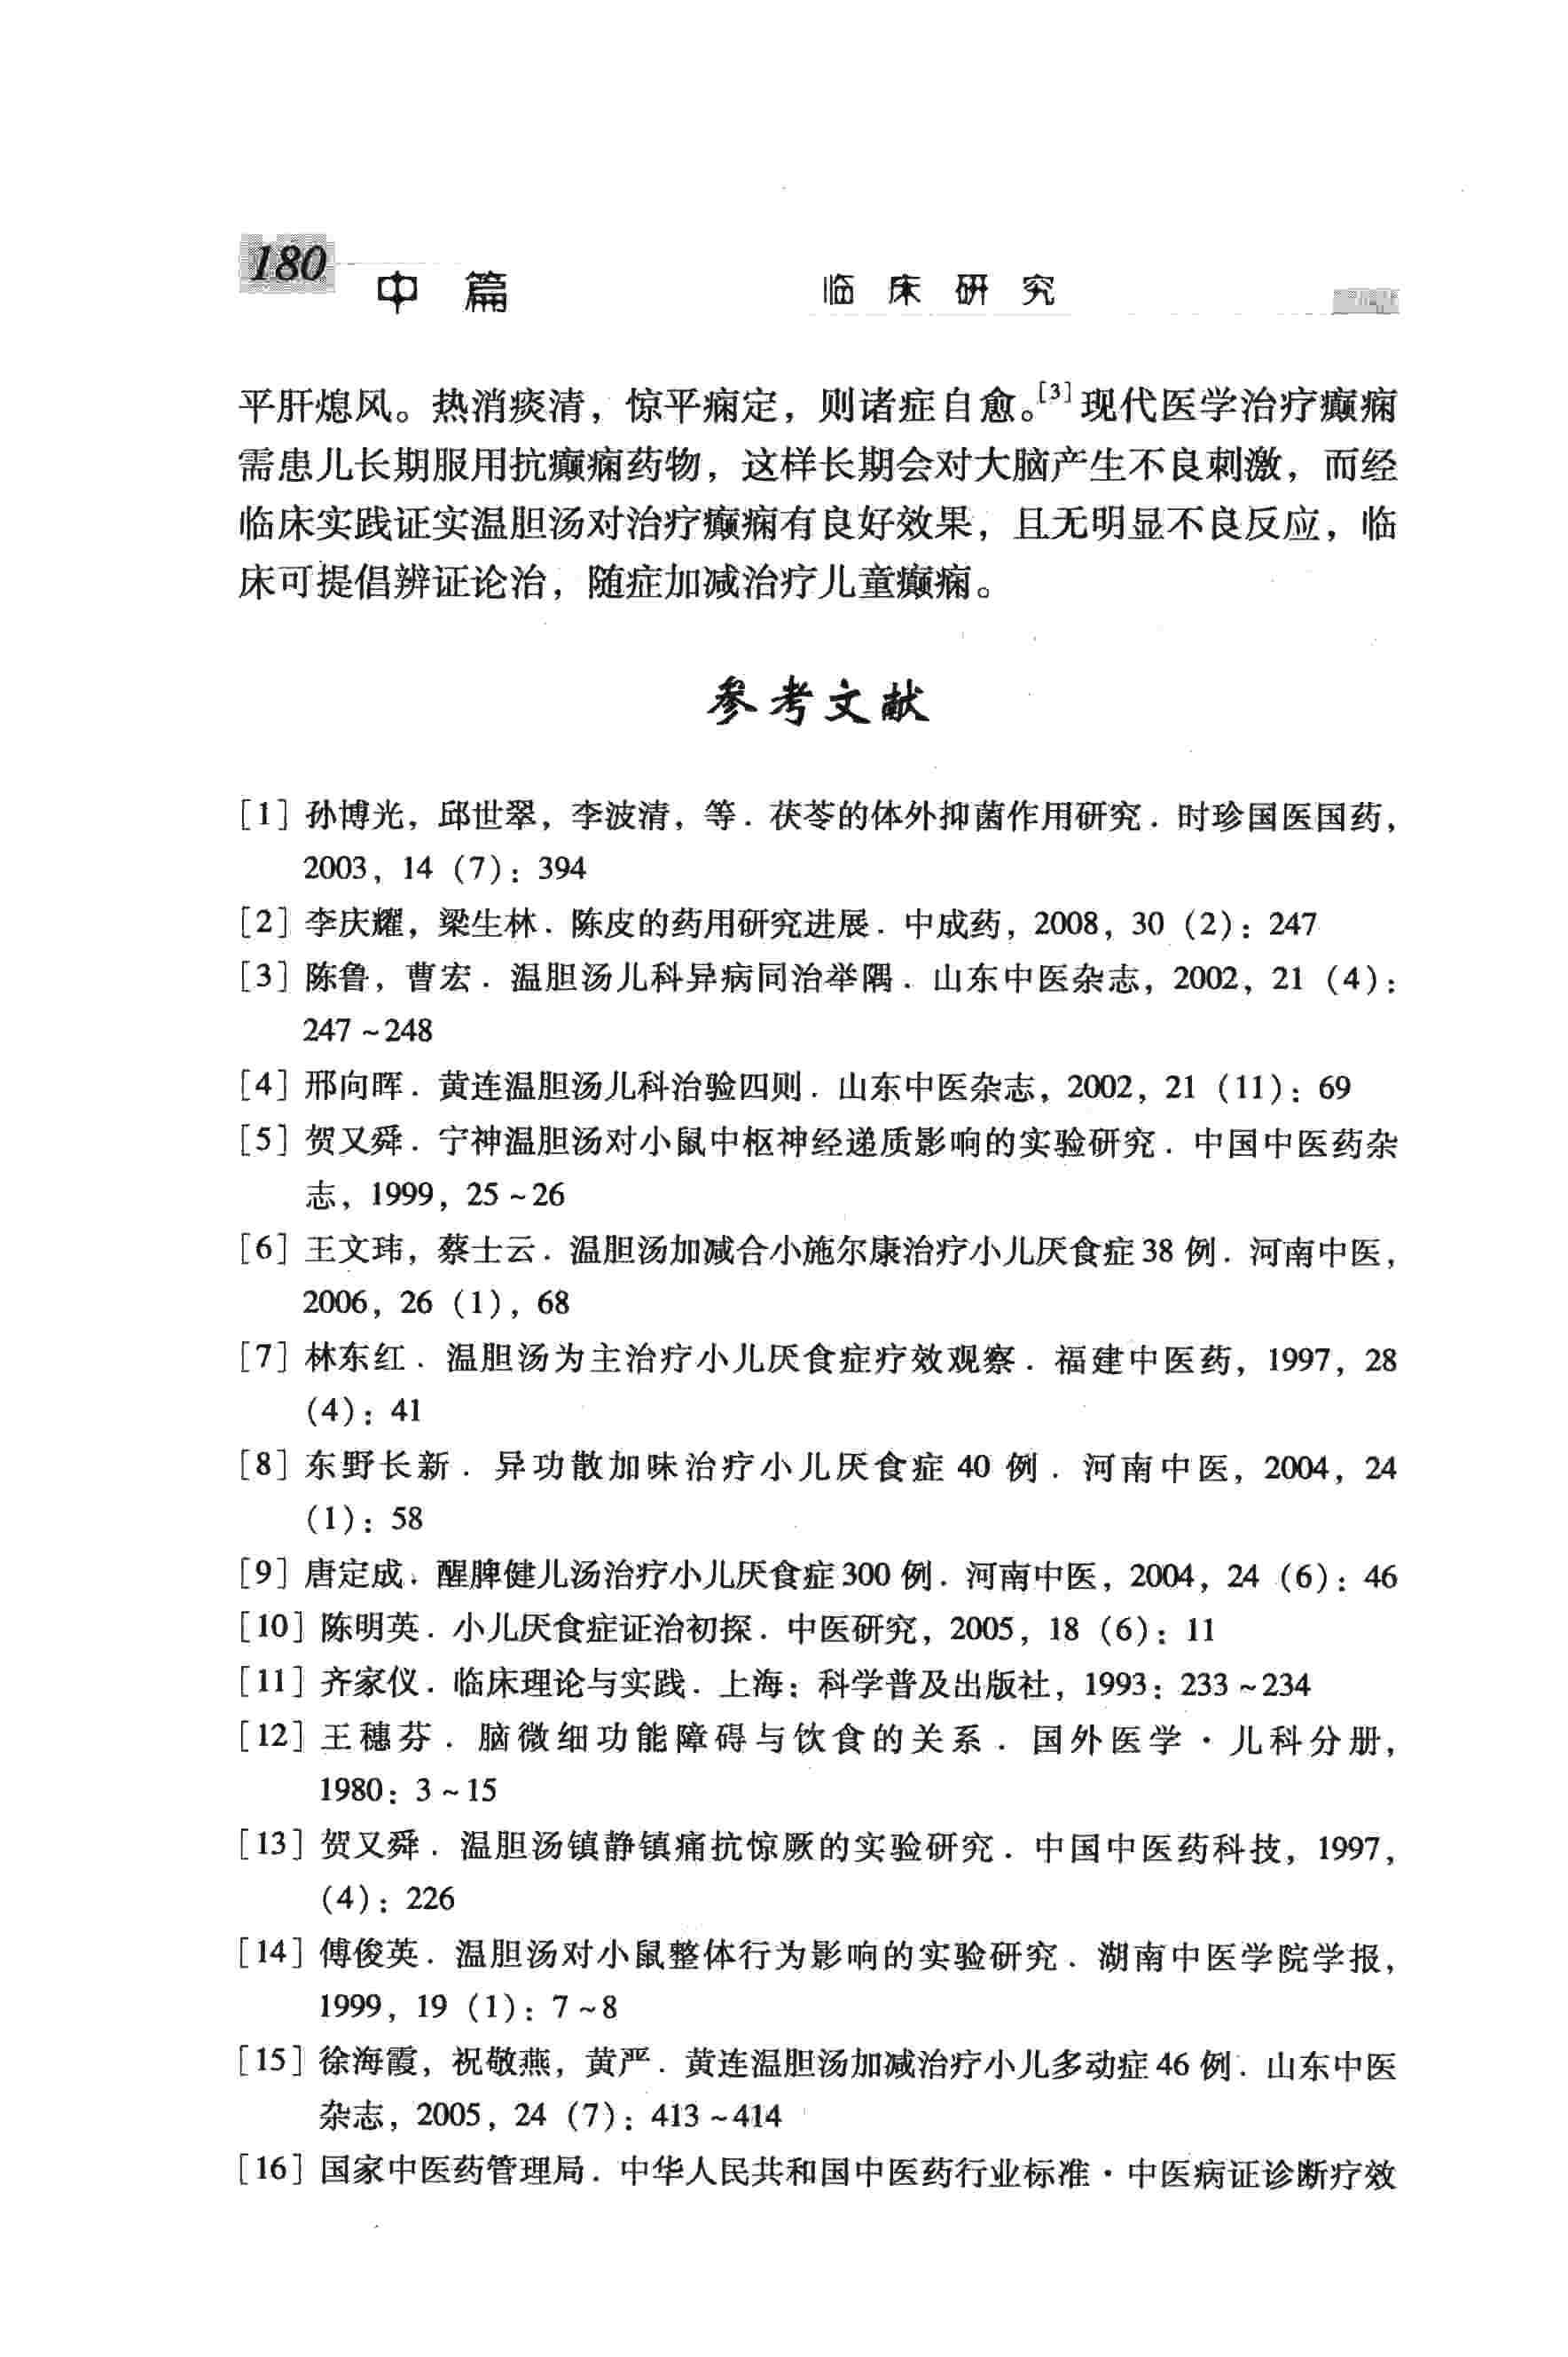 180
中 篇 临 床 研 究
平肝熄风。热消痰清，惊平痫定，则诸症自愈。[3]现代医学治疗癫痫
需患儿长期服用抗癫痫药物，这样长期会对大脑产生不良刺激，而经
临床实践证实温胆汤对治疗癫痫有良好效果，且无明显不良反应，临
床可提倡辨证论治，随症加减治疗儿童癫痫。
参考文献
[1] 孙博光，邱世翠，李波清，等．茯苓的体外抑菌作用研究．时珍国医国药，
2003，14（7）：394
[2] 李庆耀，梁生林．陈皮的药用研究进展．中成药，2008，30（2）：247
[3] 陈鲁，曹宏．温胆汤儿科异病同治举隅．山东中医杂志，2002，21（4）：
247～248
[4] 邢向晖．黄连温胆汤儿科治验四则．山东中医杂志，2002，21（11）：69
[5] 贺又舜．宁神温胆汤对小鼠中枢神经递质影响的实验研究．中国中医药杂
志，1999，25～26
[6] 王文玮，蔡士云．温胆汤加减合小施尔康治疗小儿厌食症38 例．河南中医，
2006，26（1），68
[7] 林东红．温胆汤为主治疗小儿厌食症疗效观察．福建中医药，1997，28
（4）：41
[8] 东野长新．异功散加味治疗小儿厌食症 40 例．河南中医，2004，24
（1）：58
[9] 唐定成．醒脾健儿汤治疗小儿厌食症300 例．河南中医，2004，24（6）：46
[10] 陈明英．小儿厌食症证治初探．中医研究，2005，18（6）：11
[11] 齐家仪．临床理论与实践．上海：科学普及出版社，1993：233～234
[12] 王穗芬．脑微细功能障碍与饮食的关系．国外医学·儿科分册，
1980：3～15
[13] 贺又舜．温胆汤镇静镇痛抗惊厥的实验研究．中国中医药科技，1997，
（4）：226
[14] 傅俊英．温胆汤对小鼠整体行为影响的实验研究．湖南中医学院学报，
1999，19（1）：7～8
[15] 徐海霞，祝敬燕，黄严．黄连温胆汤加减治疗小儿多动症46 例．山东中医
杂志，2005，24（7）：413～414
[16] 国家中医药管理局．中华人民共和国中医药行业标准·中医病证诊断疗效